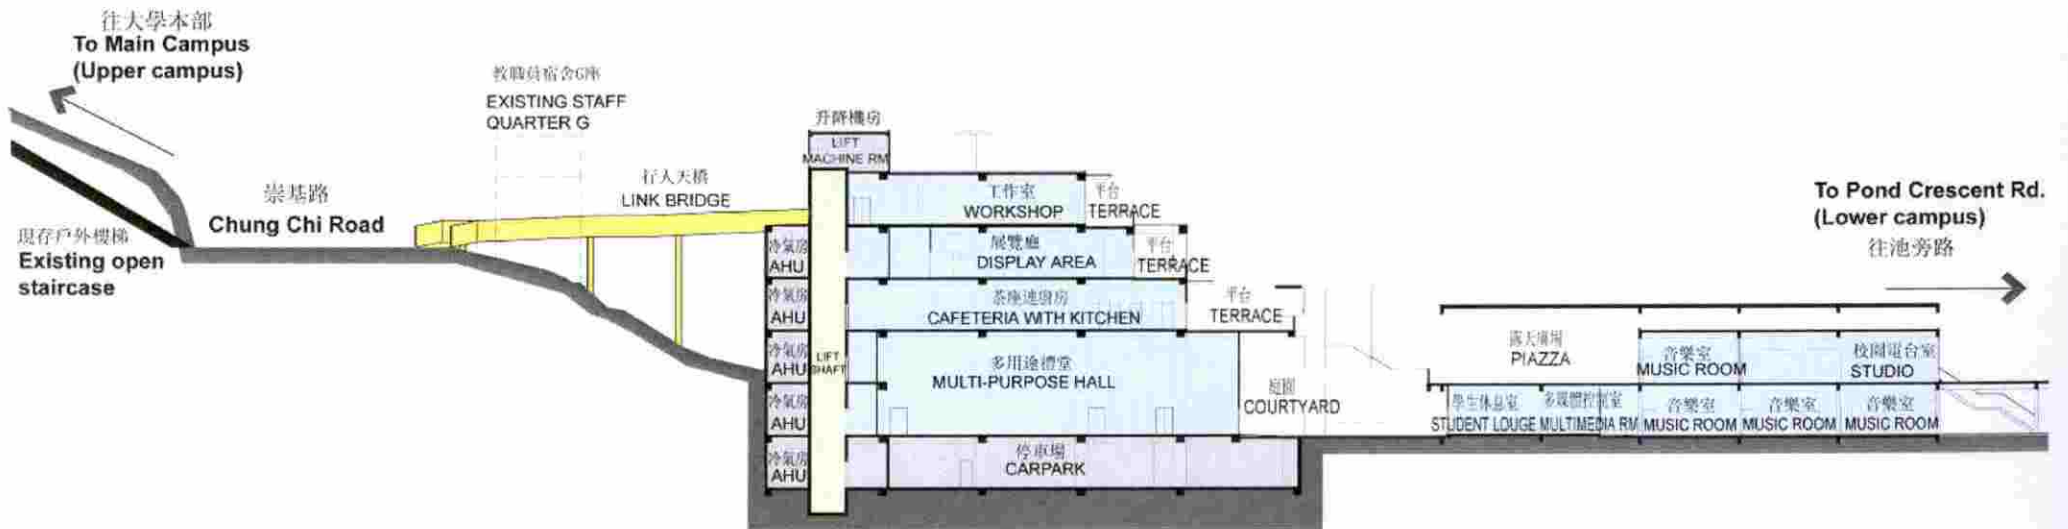 往大學本部
To Main Campus
(Upper campus)
教職員宿舍G座
EXISTING STAFF
QUARTER G
升降機房
LIFT
MACHINE RM
行人天橋
LINK BRIDGE
崇基路
Chung Chi Road
現存戶外樓梯
Existing open
staircase
工作室
WORKSHOP
平台
TERRACE
冷氣房
AHU
展覽廳
DISPLAY AREA
平台
TERRACE
冷氣房
AHU
茶座連廚房
CAFETERIA WITH KITCHEN
平台
TERRACE
冷氣房
AHU
LIFT
SHAFT
多用途禮堂
MULTI-PURPOSE HALL
庭園
COURTYARD
冷氣房
AHU
冷氣房
AHU
停車場
CARPARK
To Pond Crescent Rd.
(Lower campus)
往池旁路
露天廣場
PIAZZA
音樂室
MUSIC ROOM
校園電台室
STUDIO
學生休息室
STUDENT LOUGE
多媒體控制室
MULTIMEDIA RM
音樂室
MUSIC ROOM
音樂室
MUSIC ROOM
音樂室
MUSIC ROOM